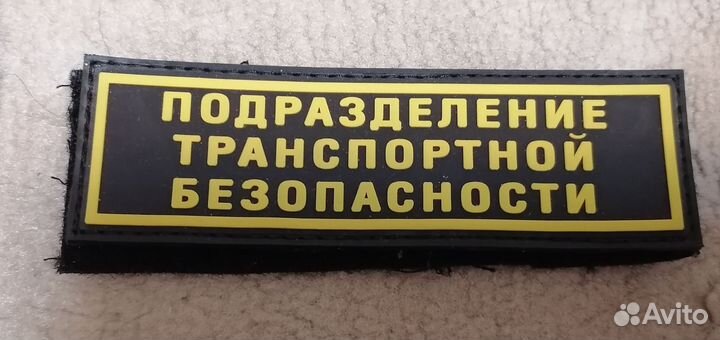 ПОДРАЗДЕЛЕНИЕ
ТРАНСПОРТНОЙ
БЕЗОПАСНОСТИ
Avito